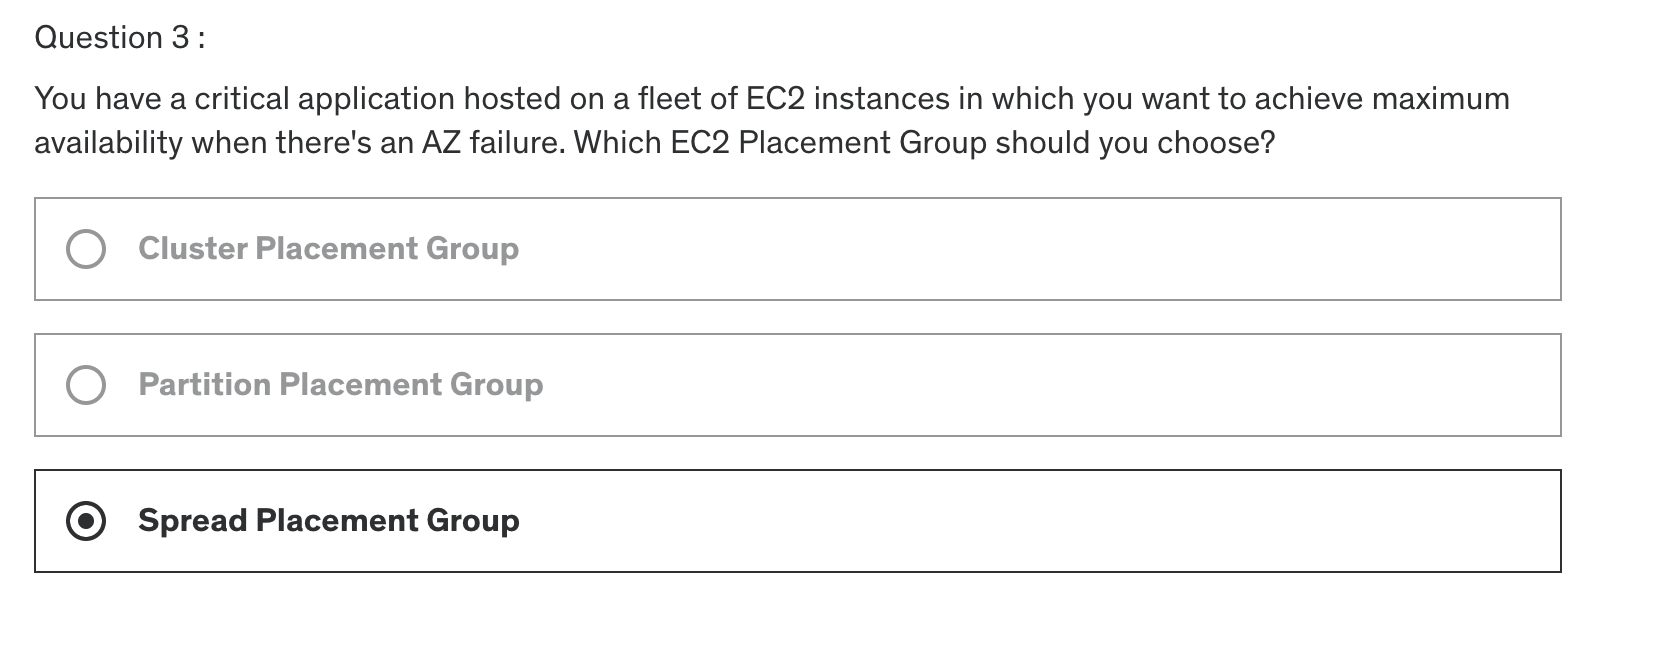 Question 3 :
You have a critical application hosted on a fleet of EC2 instances in which you want to achieve maximum
availability when there's an AZ failure. Which EC2 Placement Group should you choose?
Cluster Placement Group
Partition Placement Group
Spread Placement Group